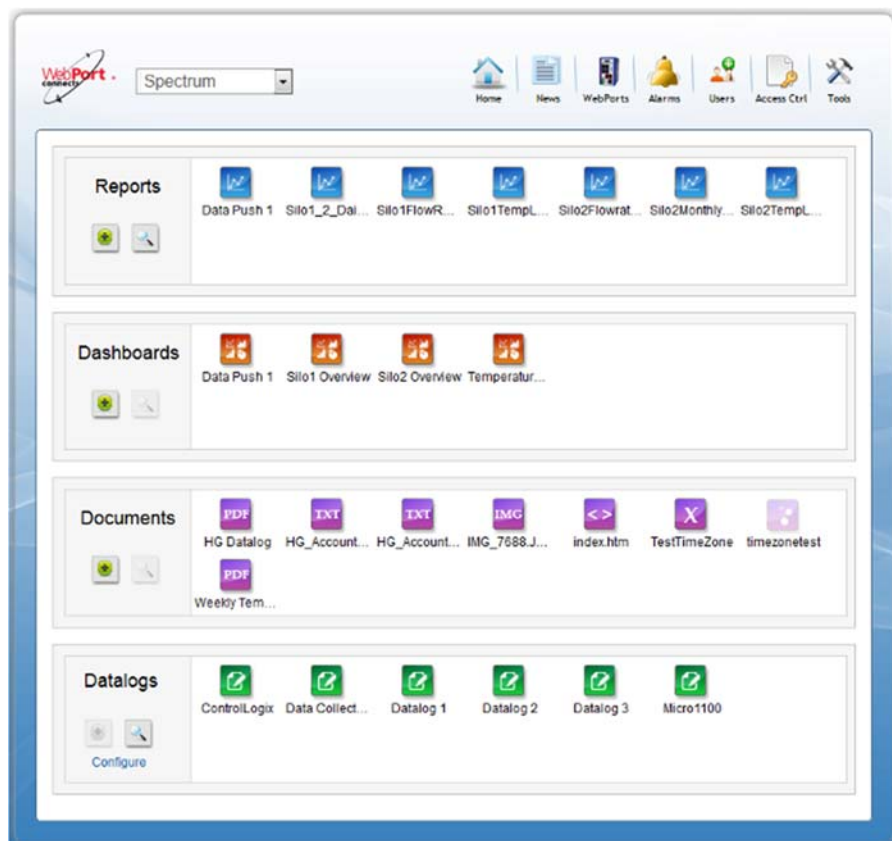 WebPort
connects
Spectrum
Home News WebPorts Alarms Users Access Ctrl Tools
Reports
Data Push 1 Silo1_2_Dai... Silo1FlowR... Silo1TempL... Silo2Flowrat... Silo2Monthly... Silo2TempL...
Dashboards
Data Push 1 Silo1 Overview Silo2 Overview Temperatur...
Documents
PDF TXT TXT IMG < > X
HG Datalog HG_Account... HG_Account... IMG_7688.J... index.htm TestTimeZone timezonetest
PDF
Weekly Tem...
Datalogs
ControlLogix Data Collect... Datalog 1 Datalog 2 Datalog 3 Micro1100
Configure